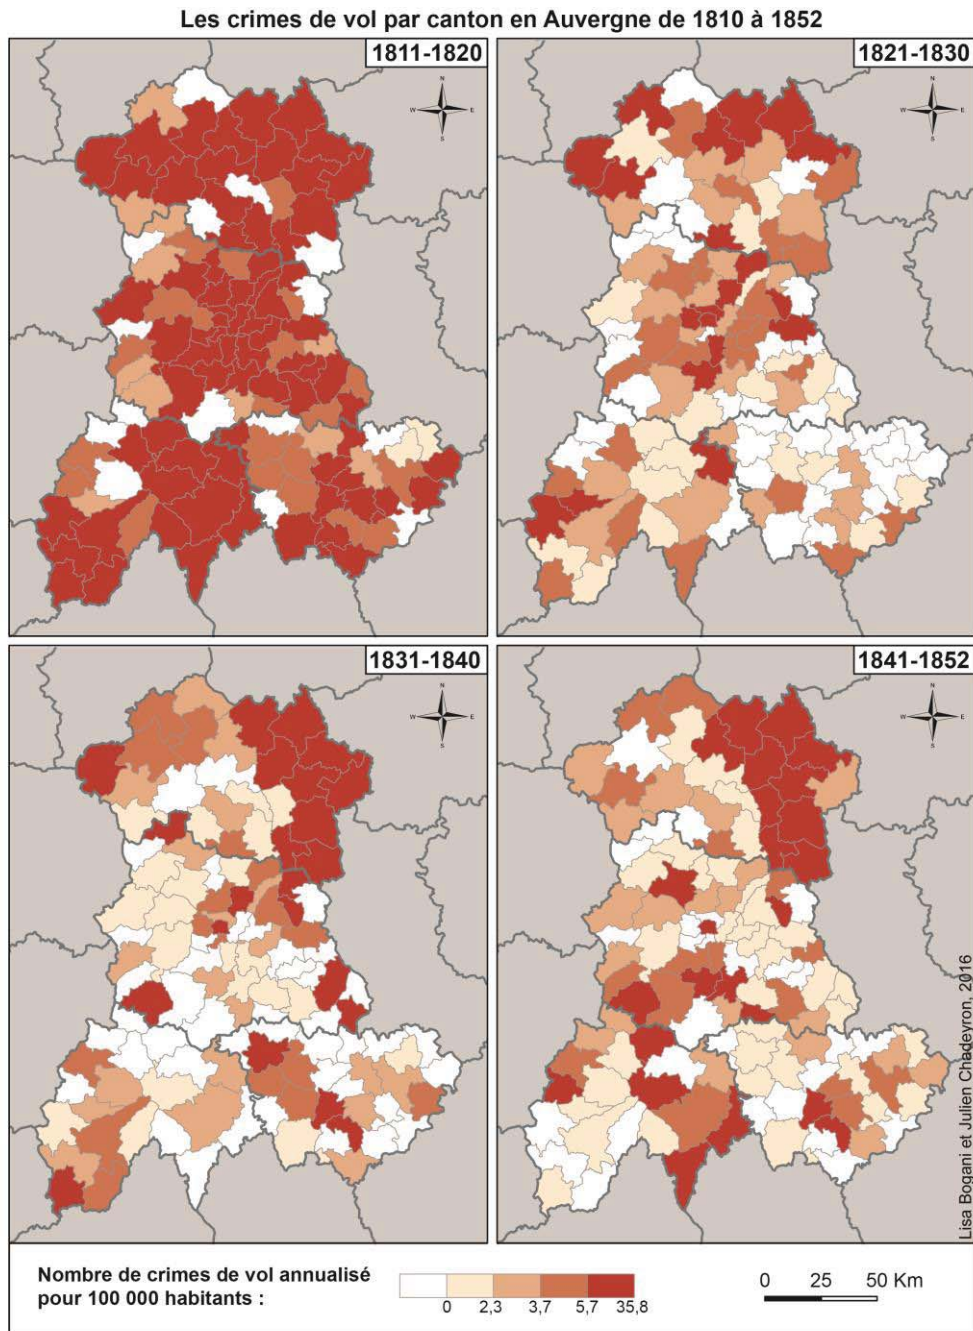 Les crimes de vol par canton en Auvergne de 1810 à 1852
1811-1820
N
W
E
S
1821-1830
N
W
E
S
1831-1840
N
W
E
S
1841-1852
N
W
E
S
Lisa Bogani et Julien Chadeyron, 2016
Nombre de crimes de vol annualisé
pour 100 000 habitants :
0 2,3 3,7 5,7 35,8
0 25 50 Km